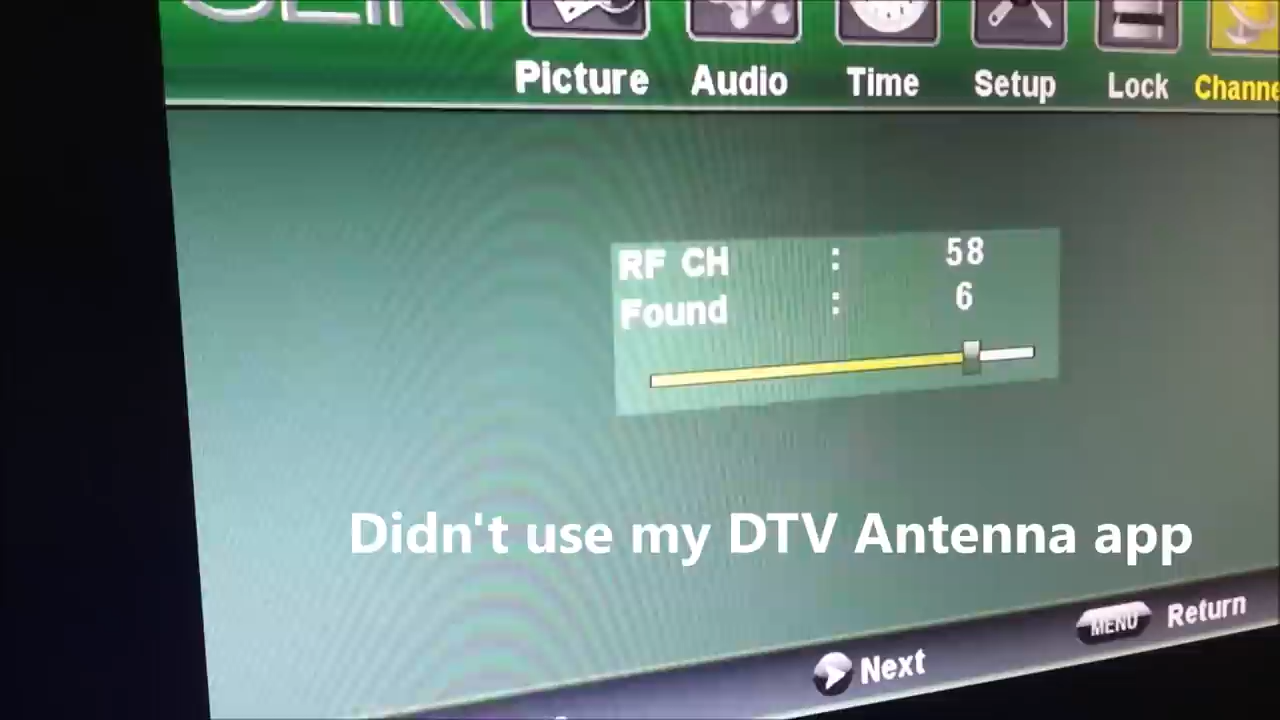 SEIKI
Picture Audio Time Setup Lock Channe
RF CH : 58
Found : 6
Didn't use my DTV Antenna app
MENU Return
Next